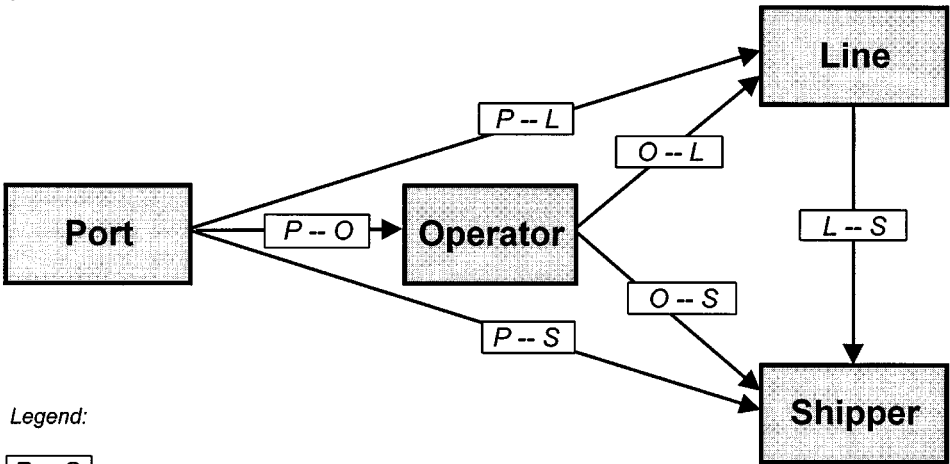 Line
P -- L
O -- L
Port
P -- O
Operator
L -- S
O -- S
P -- S
Shipper
Legend: